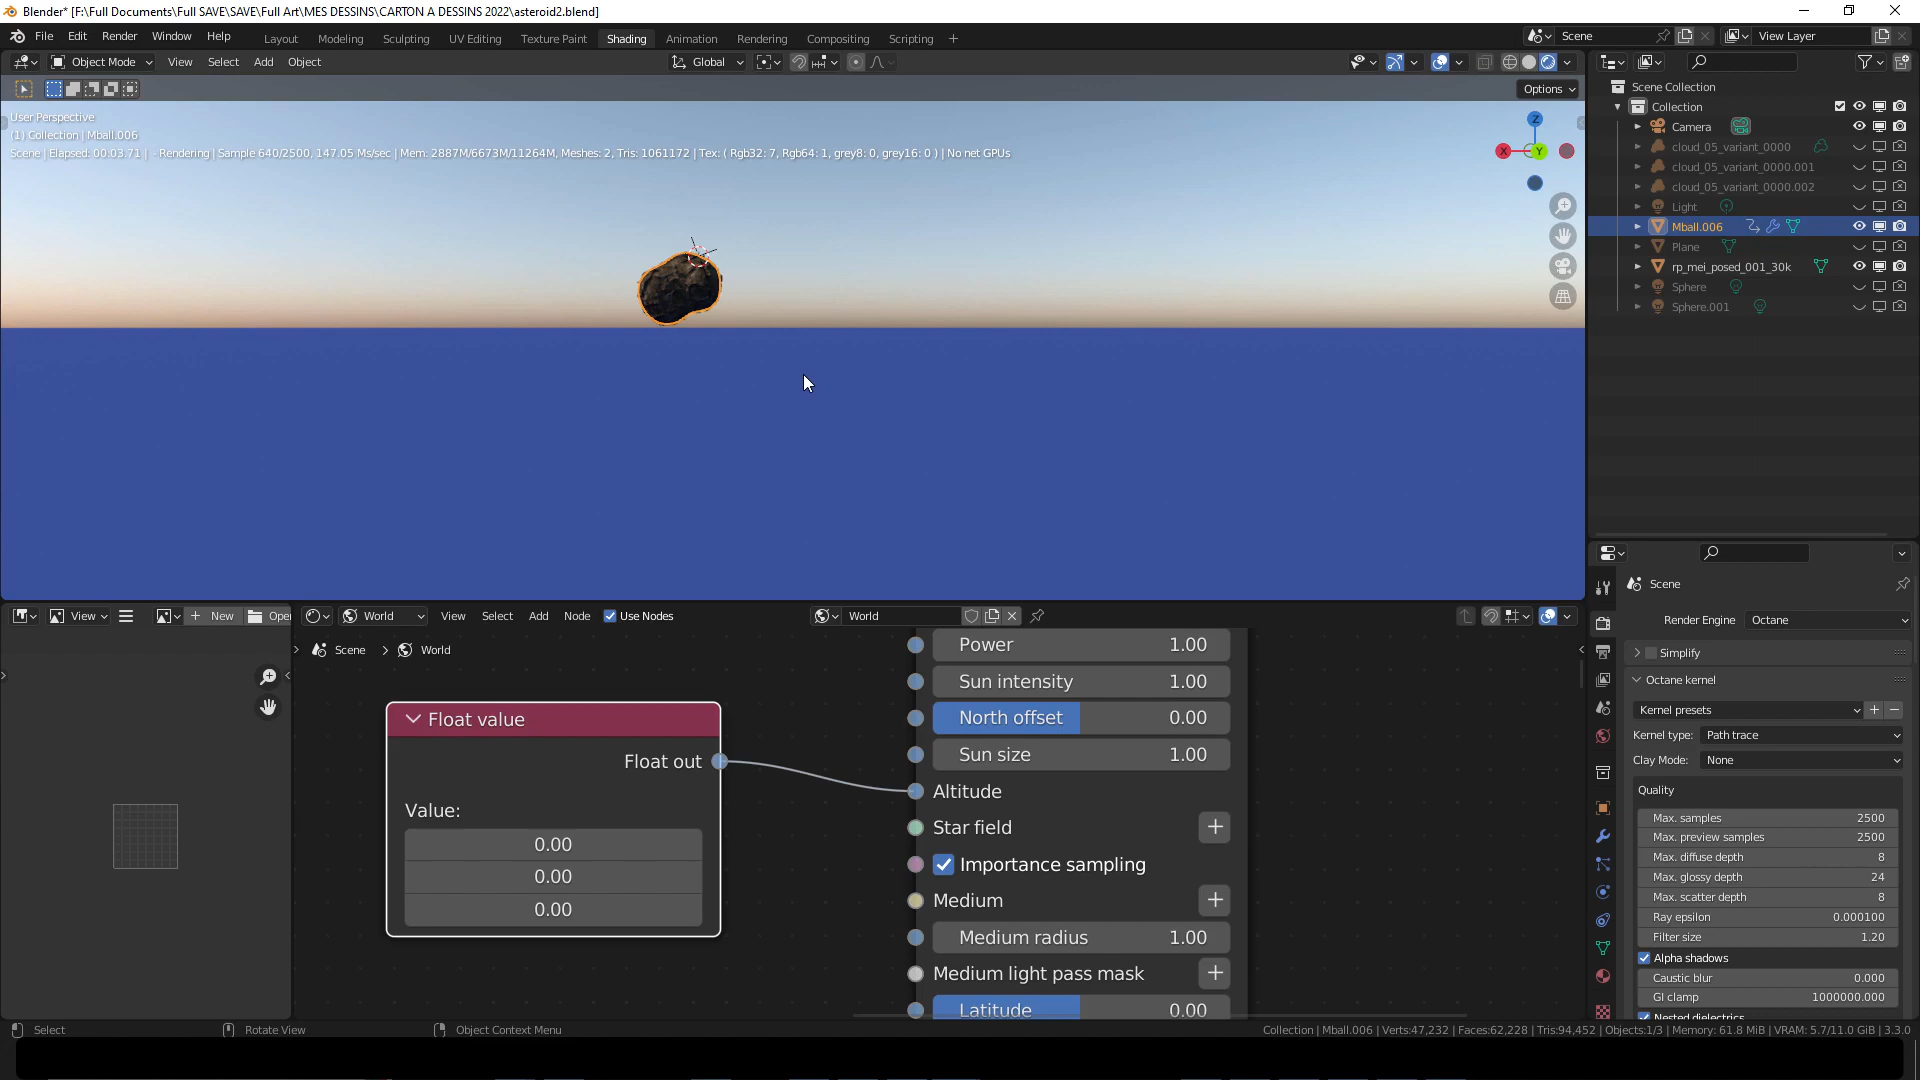 Blender* [F:\Full Documents\Full SAVE\SAVE\Full Art\MES DESSINS\CARTON A DESSINS 2022\asteroid2.blend]
File Edit Render Window Help Layout Modeling Sculpting UV Editing Texture Paint Shading Animation Rendering Compositing Scripting + Scene View Layer
Object Mode View Select Add Object Global
Options
User Perspective
(1) Collection | Mball.006
Scene | Elapsed: 00:03.71 | - Rendering | Sample 640/2500, 147.05 Ms/sec | Mem: 2887M/6673M/11264M, Meshes: 2, Tris: 1061172 | Tex: ( Rgb32: 7, Rgb64: 1, grey8: 0, grey16: 0 ) | No net GPUs
Z
X Y
Scene Collection
Collection
Camera
cloud_05_variant_0000
cloud_05_variant_0000.001
cloud_05_variant_0000.002
Light
Mball.006
Plane
rp_mei_posed_001_30k
Sphere
Sphere.001
View + New Open World View Select Add Node Use Nodes World
Scene > World
Float value
Float out
Value:
0.00
0.00
0.00
Power 1.00
Sun intensity 1.00
North offset 0.00
Sun size 1.00
Altitude
Star field +
Importance sampling
Medium +
Medium radius 1.00
Medium light pass mask +
Latitude 0.00
Scene
Render Engine Octane
Simplify
Octane kernel
Kernel presets
Kernel type: Path trace
Clay Mode: None
Quality
Max. samples 2500
Max. preview samples 2500
Max. diffuse depth 8
Max. glossy depth 24
Max. scatter depth 8
Ray epsilon 0.000100
Filter size 1.20
Alpha shadows
Caustic blur 0.000
GI clamp 1000000.000
Nested dielectrics
Select Rotate View Object Context Menu
Collection | Mball.006 | Verts:47,232 | Faces:62,228 | Tris:94,452 | Objects:1/3 | Memory: 61.8 MiB | VRAM: 5.7/11.0 GiB | 3.3.0